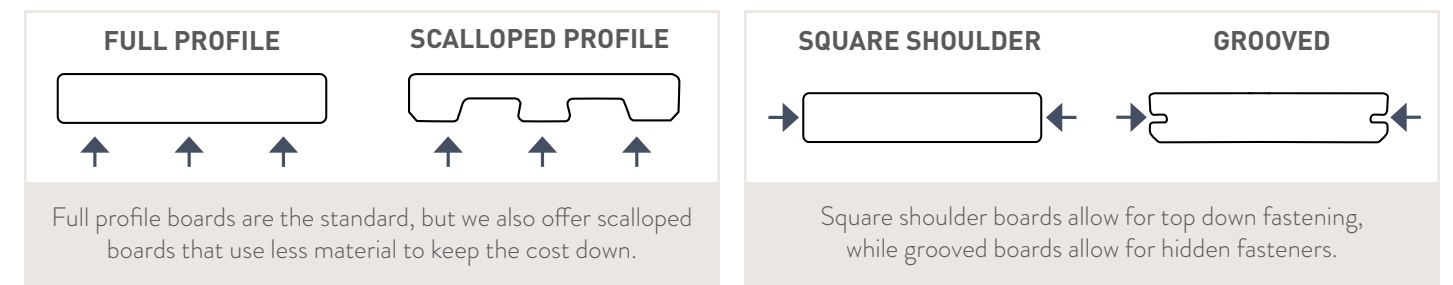 FULL PROFILE
SCALLOPED PROFILE
Full profile boards are the standard, but we also offer scalloped
boards that use less material to keep the cost down.
SQUARE SHOULDER
GROOVED
Square shoulder boards allow for top down fastening,
while grooved boards allow for hidden fasteners.